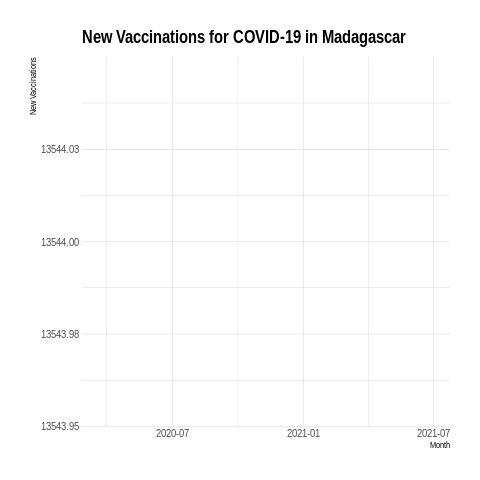 New Vaccinations for COVID-19 in Madagascar
New Vaccinations
13544.03
13544.00
13543.98
13543.95
2020-07 2021-01 2021-07
Month